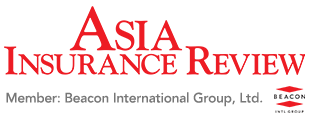 ASIA
INSURANCE REVIEW
Member: Beacon International Group, Ltd.
BEACON
INTL GROUP